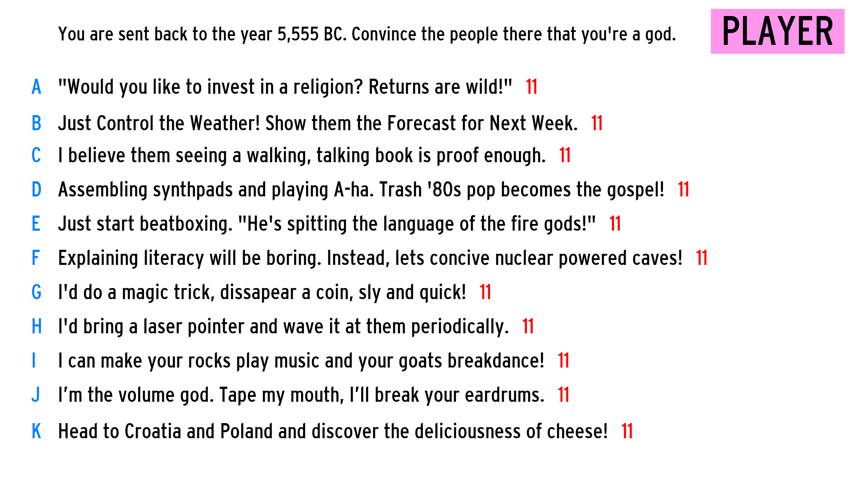 You are sent back to the year 5,555 BC. Convince the people there that you're a god.
PLAYER
A "Would you like to invest in a religion? Returns are wild!" 11
B Just Control the Weather! Show them the Forecast for Next Week. 11
C I believe them seeing a walking, talking book is proof enough. 11
D Assembling synthpads and playing A-ha. Trash '80s pop becomes the gospel! 11
E Just start beatboxing. "He's spitting the language of the fire gods!" 11
F Explaining literacy will be boring. Instead, lets concive nuclear powered caves! 11
G I'd do a magic trick, dissapear a coin, sly and quick! 11
H I'd bring a laser pointer and wave it at them periodically. 11
I I can make your rocks play music and your goats breakdance! 11
J I’m the volume god. Tape my mouth, I’ll break your eardrums. 11
K Head to Croatia and Poland and discover the deliciousness of cheese! 11